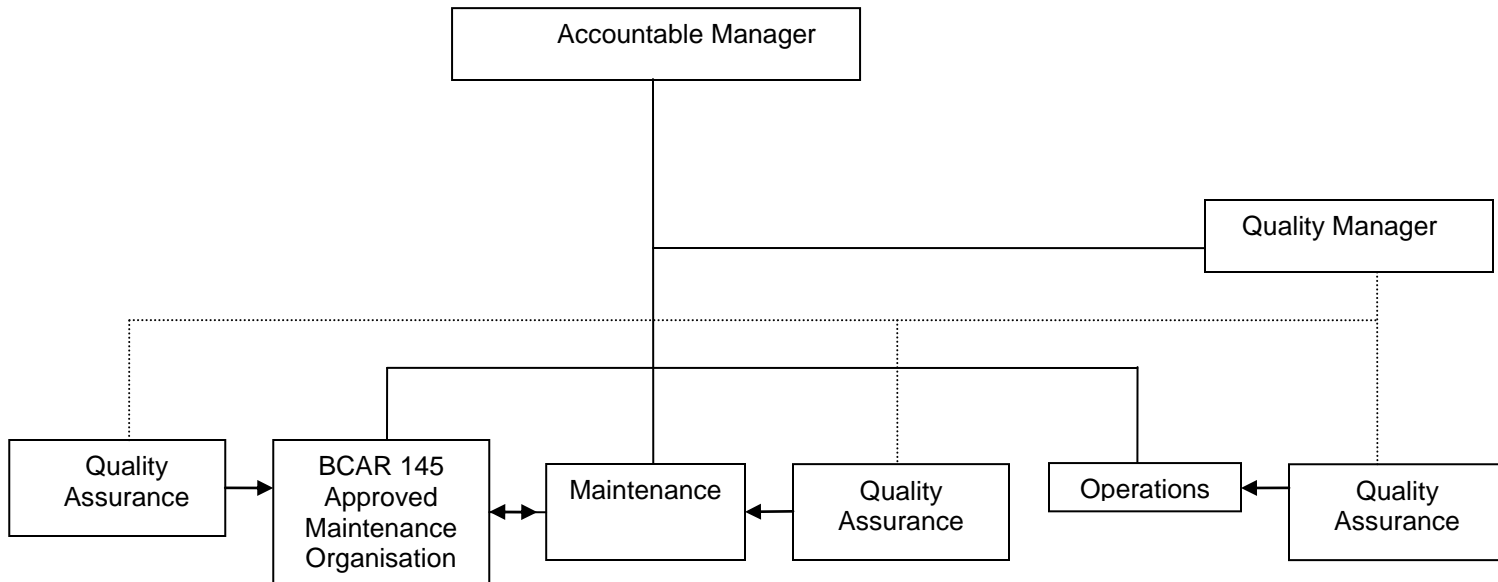 Accountable Manager
Quality Manager
Quality
Assurance
BCAR 145
Approved
Maintenance
Organisation
Maintenance
Quality
Assurance
Operations
Quality
Assurance